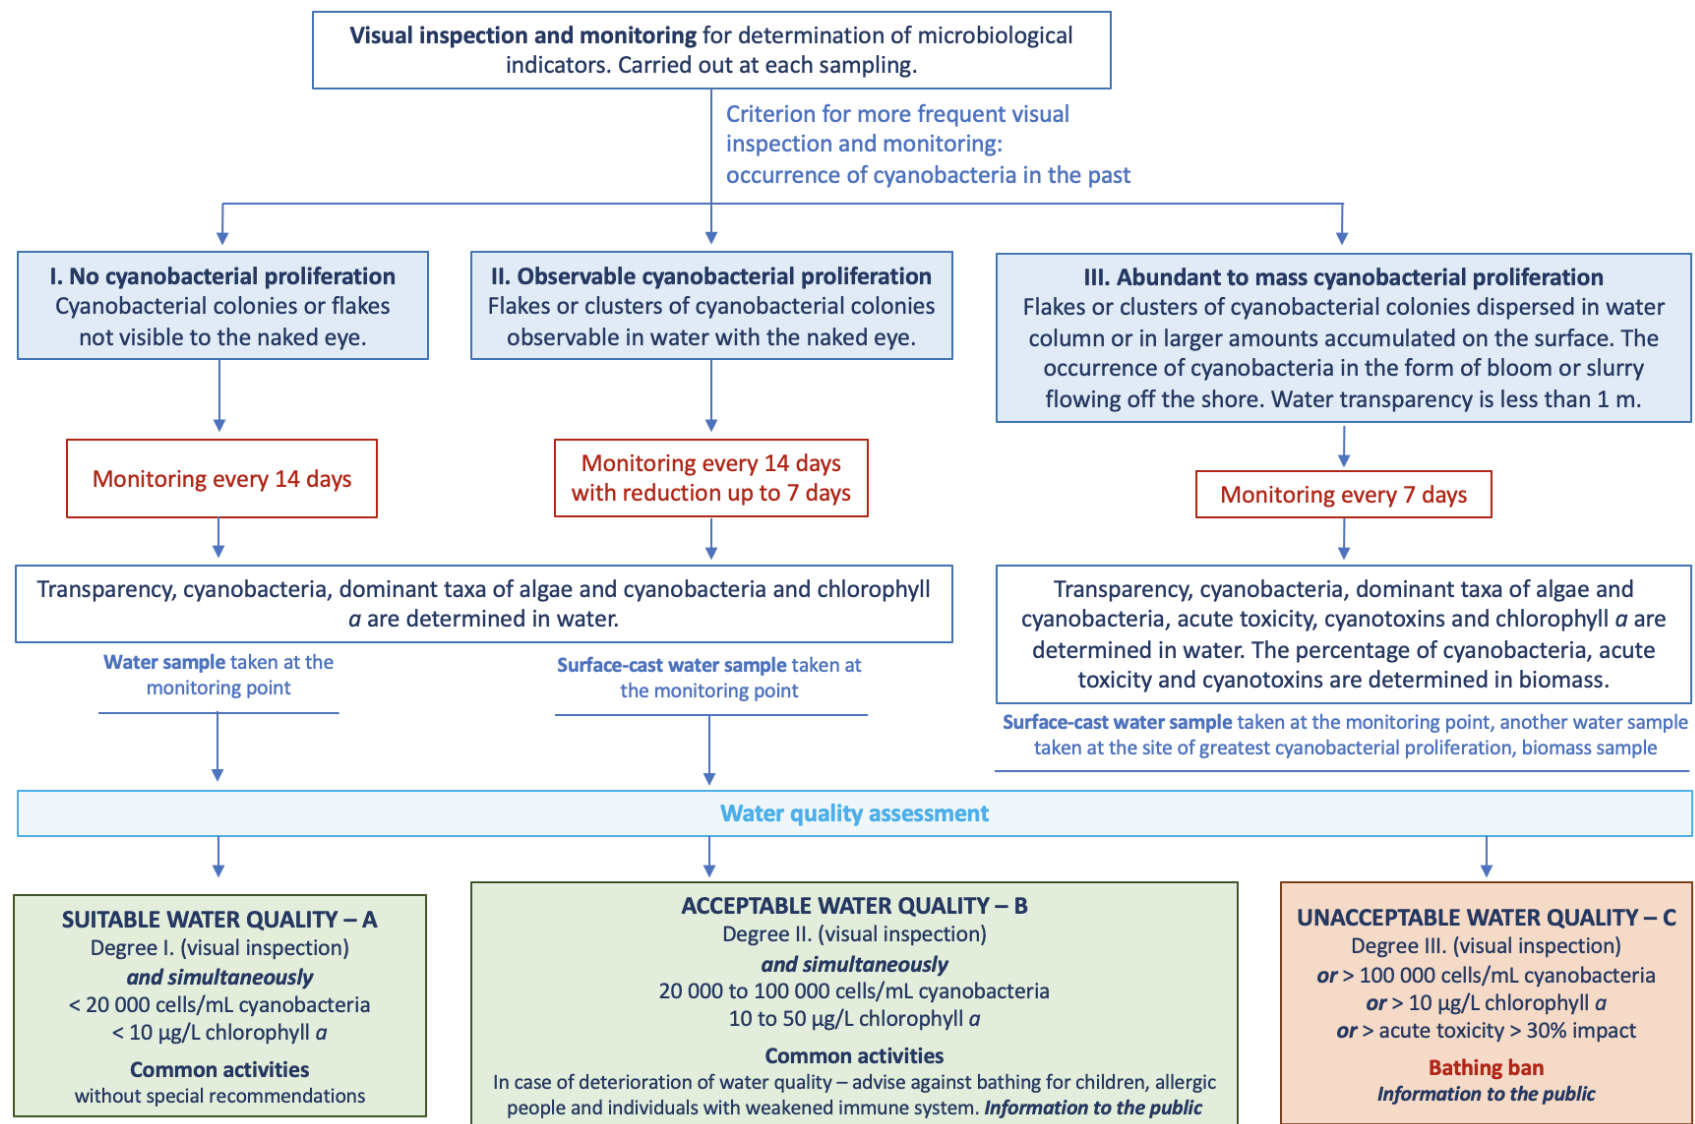 Visual inspection and monitoring for determination of microbiological
indicators. Carried out at each sampling.
Criterion for more frequent visual
inspection and monitoring:
occurrence of cyanobacteria in the past
I. No cyanobacterial proliferation
Cyanobacterial colonies or flakes
not visible to the naked eye.
II. Observable cyanobacterial proliferation
Flakes or clusters of cyanobacterial colonies
observable in water with the naked eye.
III. Abundant to mass cyanobacterial proliferation
Flakes or clusters of cyanobacterial colonies dispersed in water
column or in larger amounts accumulated on the surface. The
occurrence of cyanobacteria in the form of bloom or slurry
flowing off the shore. Water transparency is less than 1 m.
Monitoring every 14 days
Monitoring every 14 days
with reduction up to 7 days
Monitoring every 7 days
Transparency, cyanobacteria, dominant taxa of algae and cyanobacteria and chlorophyll
a are determined in water.
Transparency, cyanobacteria, dominant taxa of algae and
cyanobacteria, acute toxicity, cyanotoxins and chlorophyll a are
determined in water. The percentage of cyanobacteria, acute
toxicity and cyanotoxins are determined in biomass.
Water sample taken at the
monitoring point
Surface-cast water sample taken at
the monitoring point
Surface-cast water sample taken at the monitoring point, another water sample
taken at the site of greatest cyanobacterial proliferation, biomass sample
Water quality assessment
SUITABLE WATER QUALITY – A
Degree I. (visual inspection)
and simultaneously
< 20 000 cells/mL cyanobacteria
< 10 µg/L chlorophyll a
Common activities
without special recommendations
ACCEPTABLE WATER QUALITY – B
Degree II. (visual inspection)
and simultaneously
20 000 to 100 000 cells/mL cyanobacteria
10 to 50 µg/L chlorophyll a
Common activities
In case of deterioration of water quality – advise against bathing for children, allergic
people and individuals with weakened immune system. Information to the public
UNACCEPTABLE WATER QUALITY – C
Degree III. (visual inspection)
or > 100 000 cells/mL cyanobacteria
or > 10 µg/L chlorophyll a
or > acute toxicity > 30% impact
Bathing ban
Information to the public